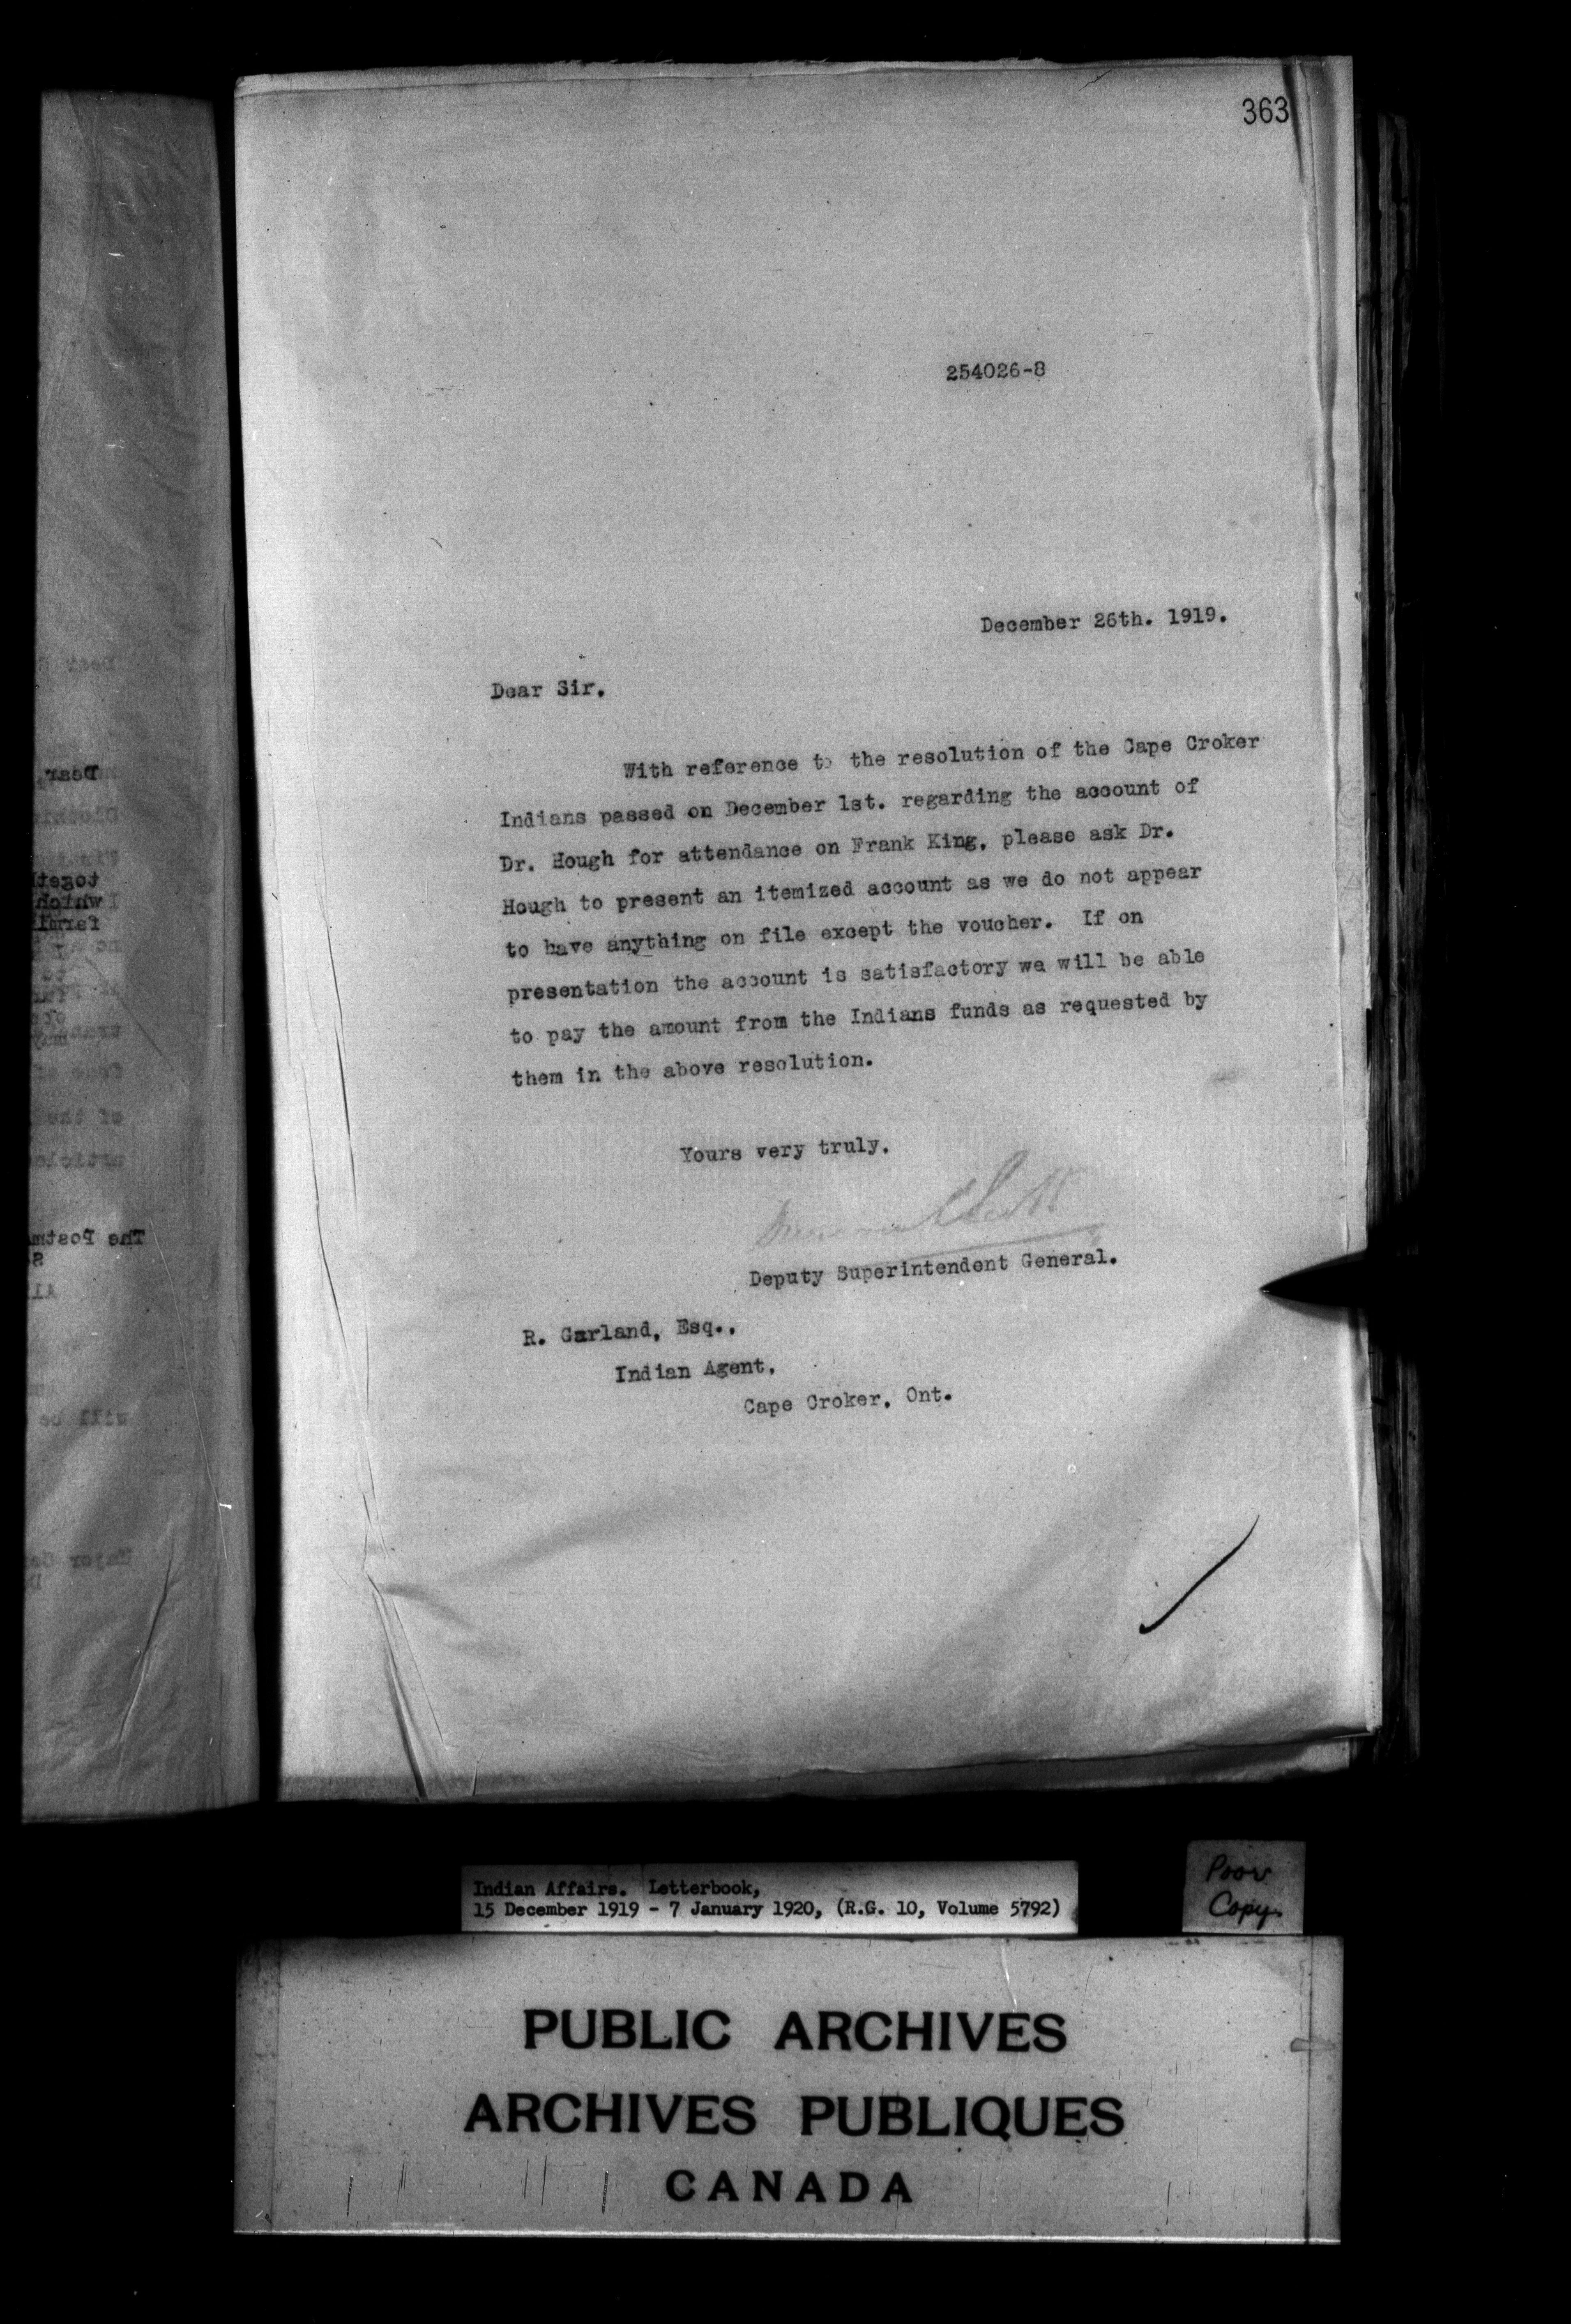 363
254026-8
December 26th. 1919.
Dear Sir.
With reference to the resolution of the Cape Croker
Indians passed on December 1st. regarding the account of
Dr. Hough for attendance on Frank King, please ask Dr.
Hough to present an itemized account as we do not appear
to have anything on file except the voucher. If on
presentation the account is satisfactory we will be able
to pay the amount from the Indians funds as requested by
them in the above resolution.
Yours very truly.
Deputy Superintendent General.
R. Garland, Esq.,
Indian Agent,
Cape Croker, Ont.
Indian Affairs. Letterbook,
15 December 1919 - 7 January 1920, (R.G. 10, Volume 5792)
Poor
Copy
PUBLIC ARCHIVES
ARCHIVES PUBLIQUES
CANADA